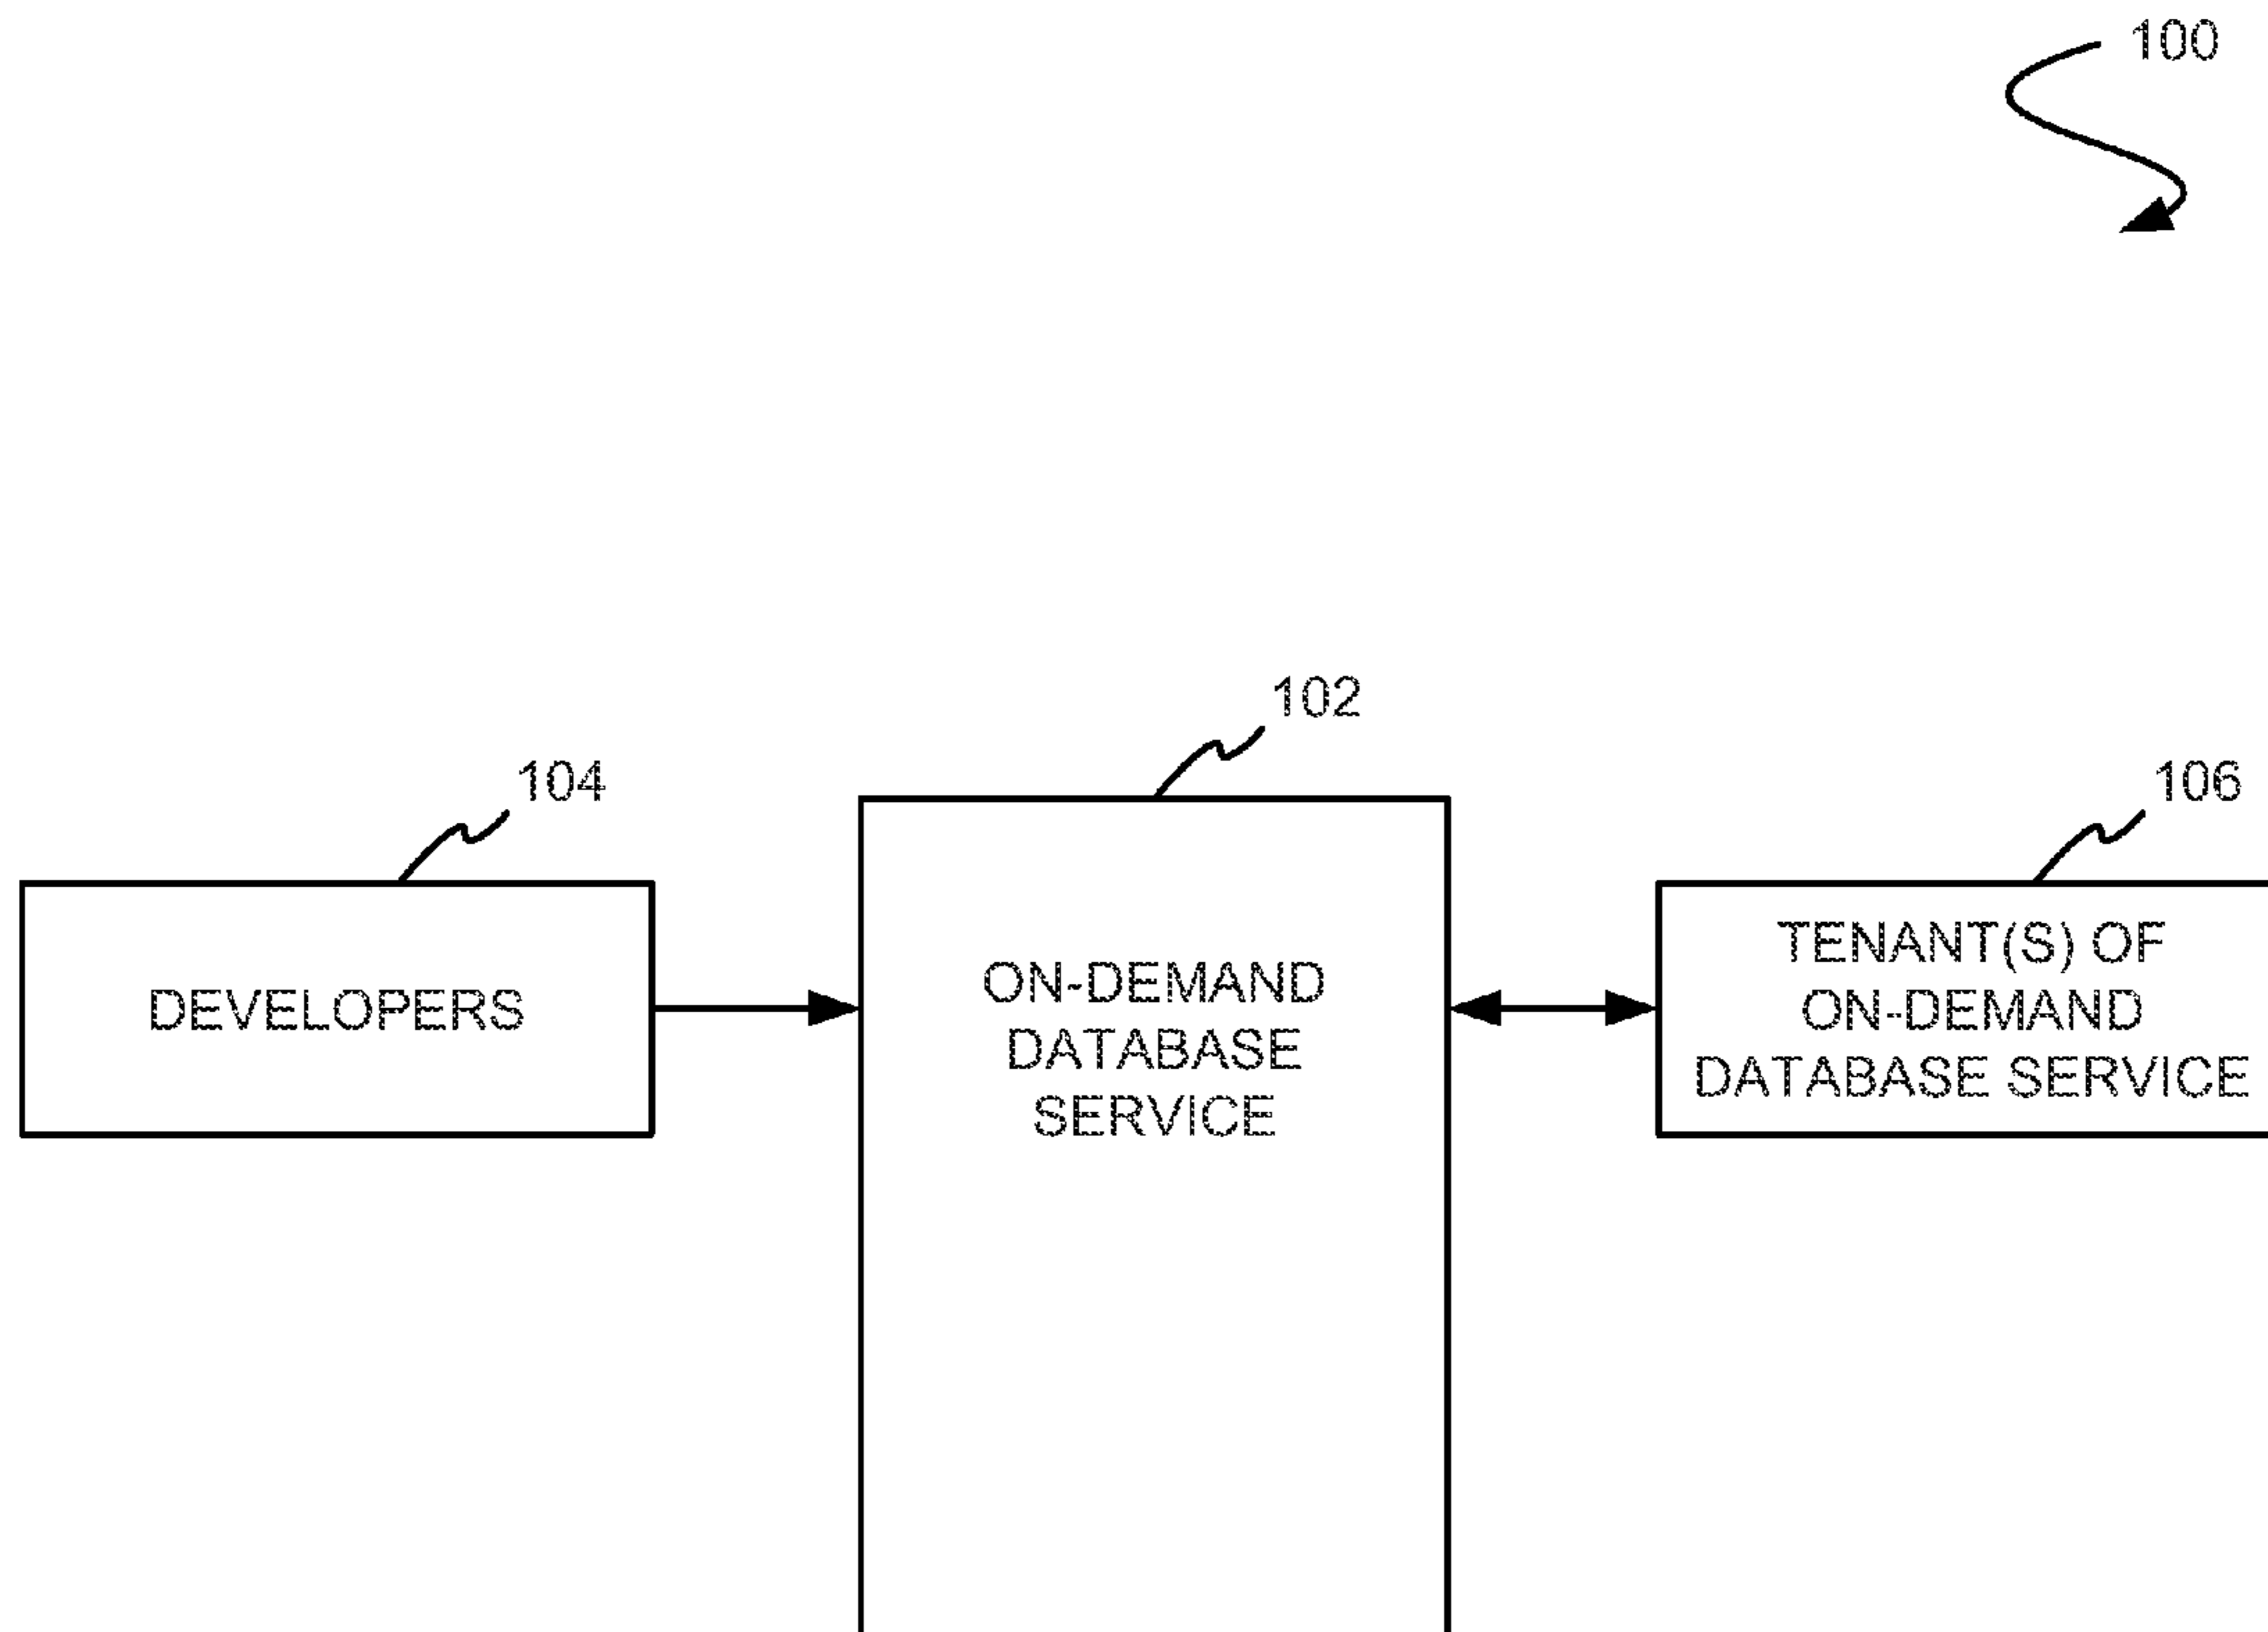 100
102
104
106
DEVELOPERS
ON-DEMAND
DATABASE
SERVICE
TENANT(S) OF
ON-DEMAND
DATABASE SERVICE